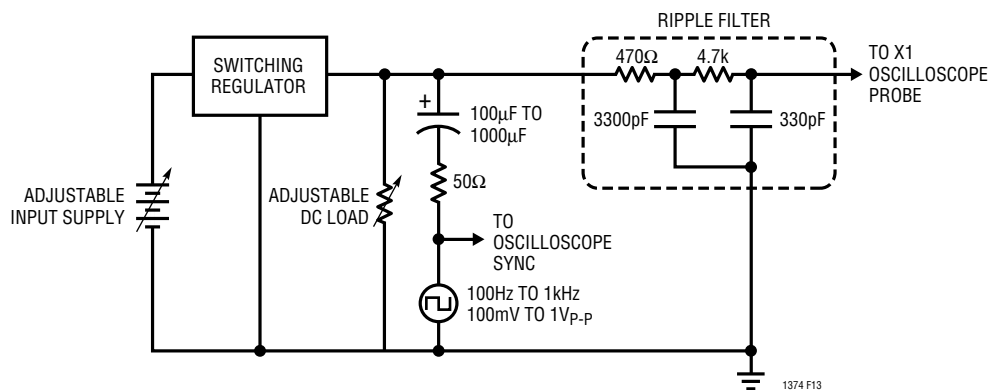 RIPPLE FILTER
SWITCHING
REGULATOR
470Ω
4.7k
TO X1
OSCILLOSCOPE
PROBE
+
100µF TO
1000µF
3300pF
330pF
50Ω
ADJUSTABLE
INPUT SUPPLY
ADJUSTABLE
DC LOAD
TO
OSCILLOSCOPE
SYNC
100Hz TO 1kHz
100mV TO 1VP-P
1374 F13